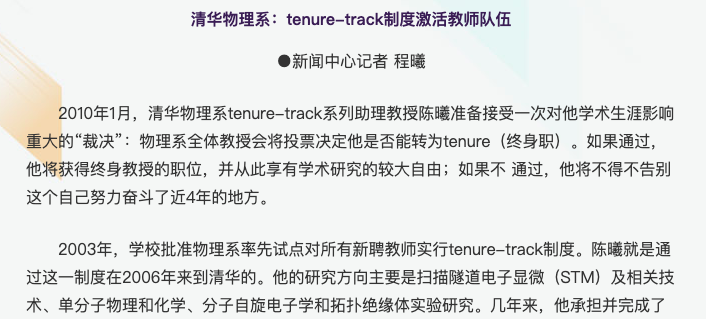 清华物理系：tenure-track制度激活教师队伍
●新闻中心记者 程曦
2010年1月，清华物理系tenure-track系列助理教授陈曦准备接受一次对他学术生涯影响
重大的“裁决”：物理系全体教授会将投票决定他是否能转为tenure（终身职）。如果通过，
他将获得终身教授的职位，并从此享有学术研究的较大自由；如果不 通过，他将不得不告别
这个自己努力奋斗了近4年的地方。
2003年，学校批准物理系率先试点对所有新聘教师实行tenure-track制度。陈曦就是通
过这一制度在2006年来到清华的。他的研究方向主要是扫描隧道电子显微（STM）及相关技
术、单分子物理和化学、分子自旋电子学和拓扑绝缘体实验研究。几年来，他承担并完成了